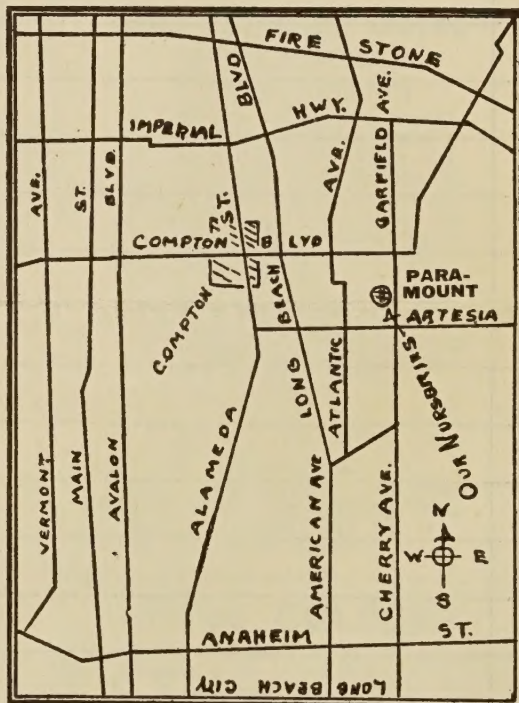 FIRE STONE
BLVD
IMPERIAL HWY.
AVE.
ST.
BLVD.
ST.
AVE.
GARFIELD AVE.
COMPTON BLVD
COMPTON
PARA-
MOUNT
ARTESIA
OUR NURSERIES
LONG BEACH
ATLANTIC
ALAMEDA
VERMONT
MAIN
AVALON
AMERICAN AVE
CHERRY AVE.
N
W E
S
ANAHEIM ST.
LONG BEACH CITY